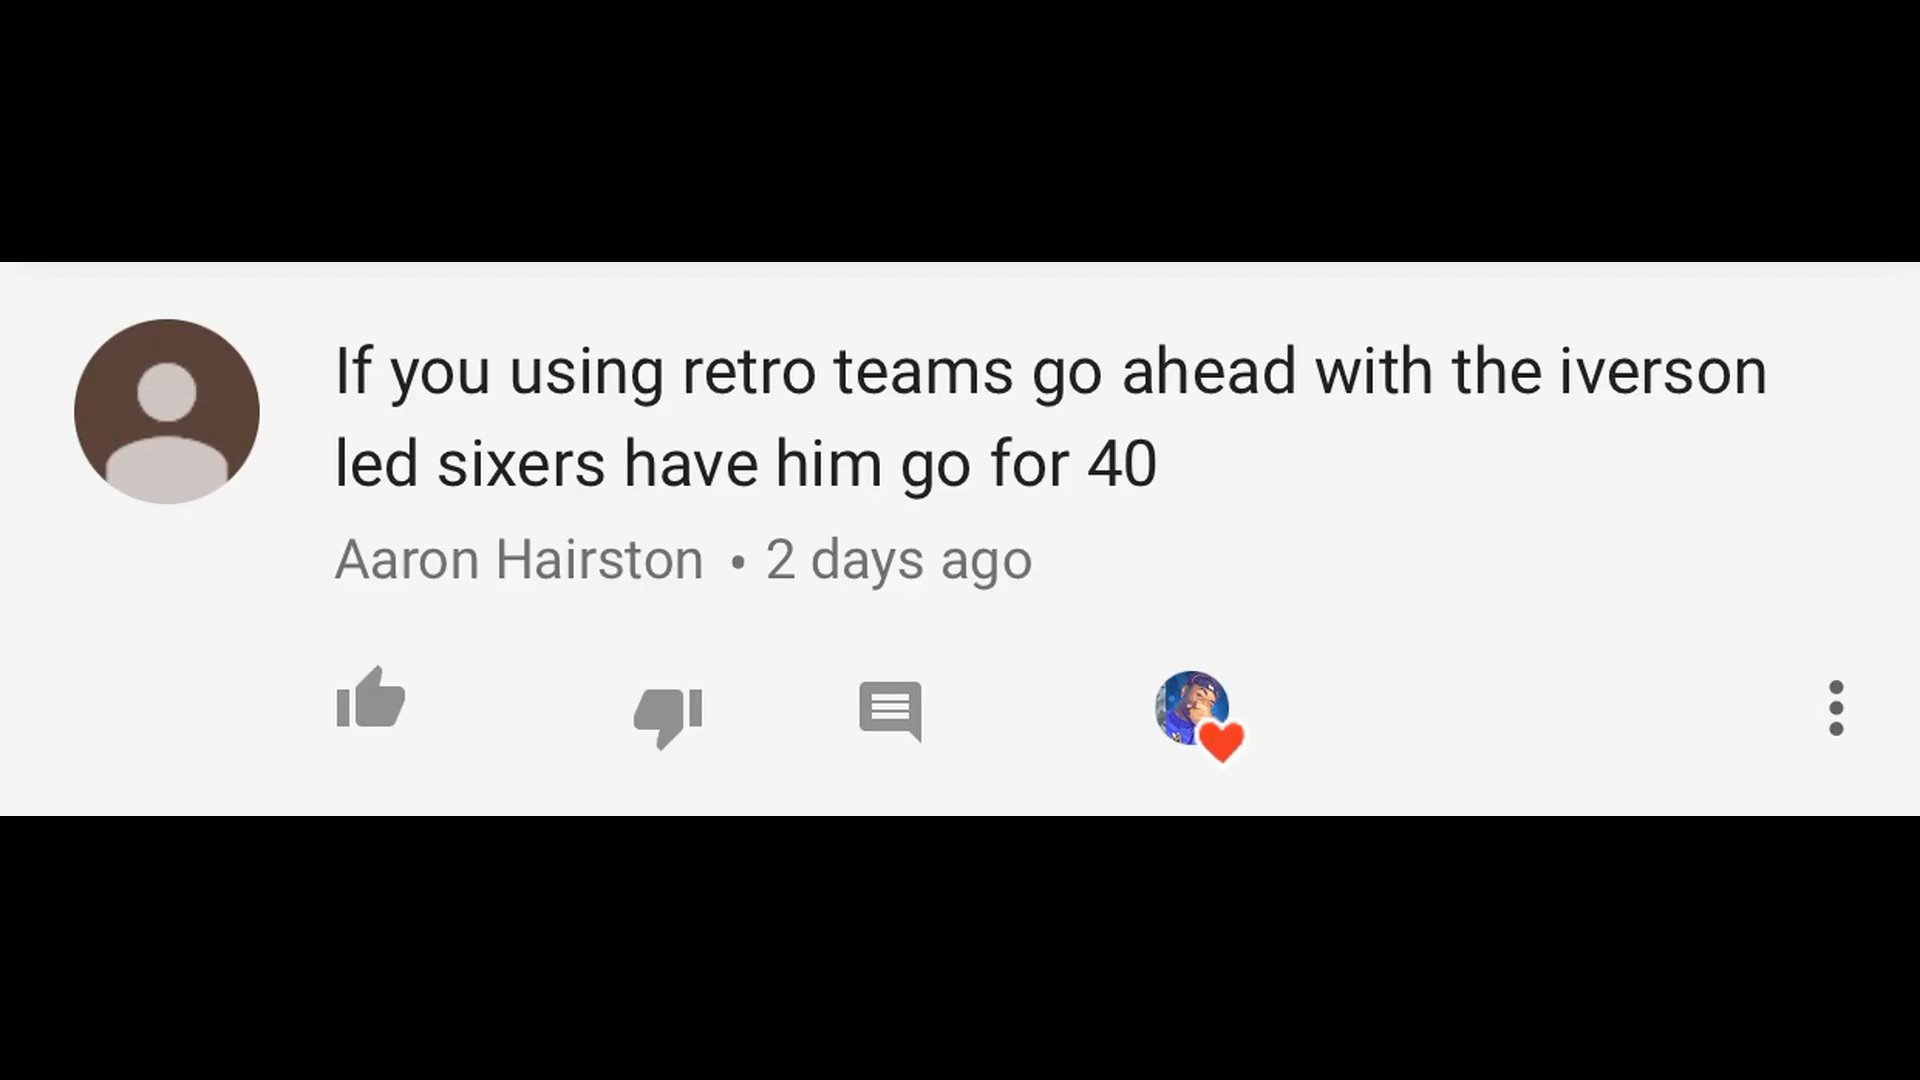 If you using retro teams go ahead with the iverson
led sixers have him go for 40
Aaron Hairston • 2 days ago